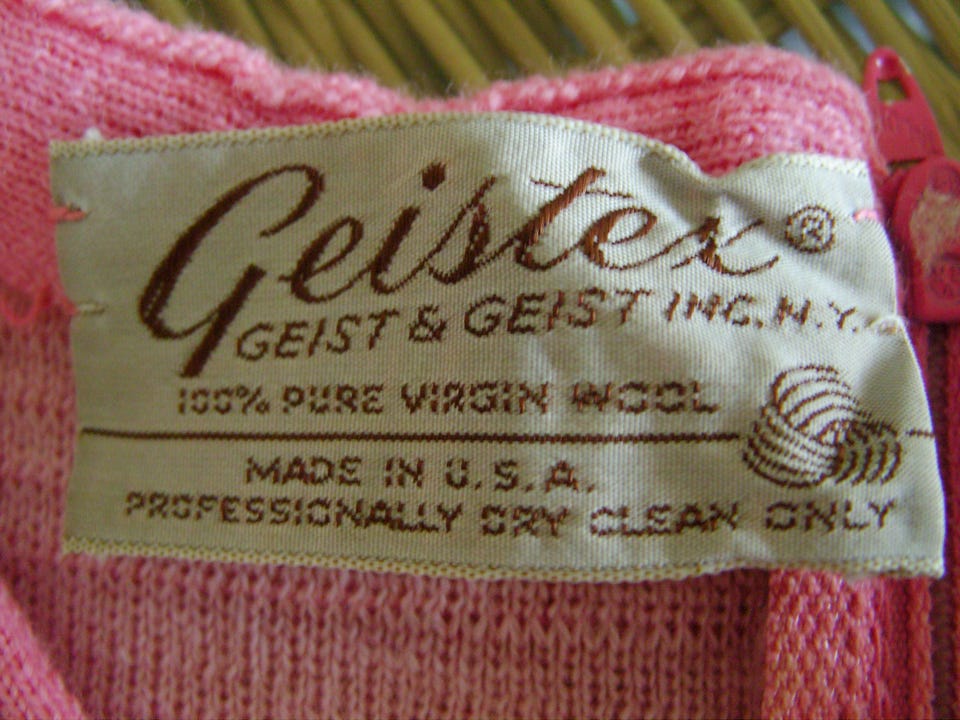 Geistex®
GEIST & GEIST INC. N.Y.
100% PURE VIRGIN WOOL
MADE IN U.S.A.
PROFESSIONALLY DRY CLEAN ONLY